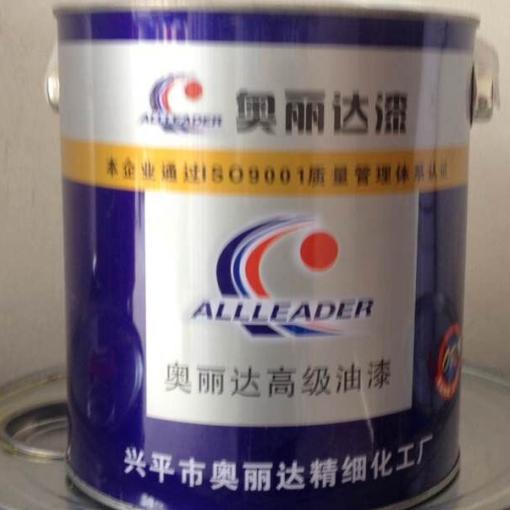 ALLLEADER 奥丽达漆
本企业通过ISO9001质量管理体系认证
ALLLEADER
奥丽达高级油漆
兴平市奥丽达精细化工厂